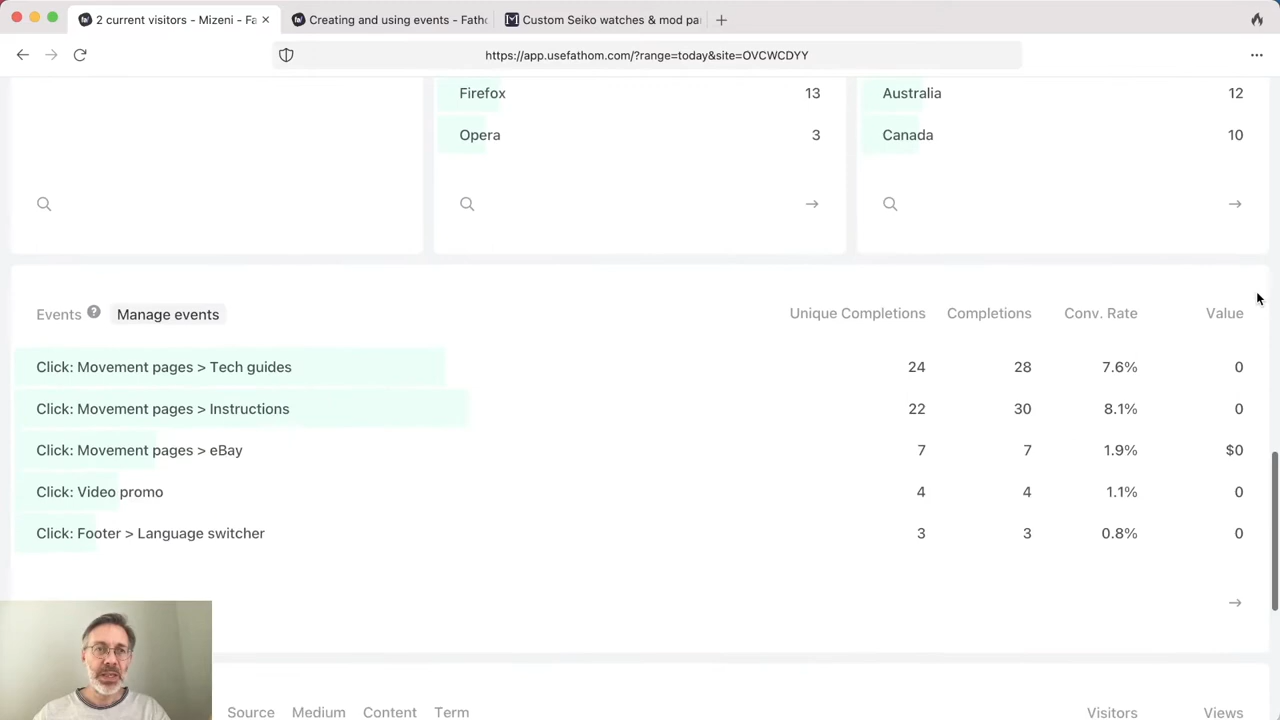 2 current visitors - Mizeni - Fa
Creating and using events - Fatho
Custom Seiko watches & mod pa
https://app.usefathom.com/?range=today&site=OVCWCDYY
Firefox 13
Australia 12
Opera 3
Canada 10
Events ? Manage events Unique Completions Completions Conv. Rate Value
Click: Movement pages > Tech guides 24 28 7.6% 0
Click: Movement pages > Instructions 22 30 8.1% 0
Click: Movement pages > eBay 7 7 1.9% $0
Click: Video promo 4 4 1.1% 0
Click: Footer > Language switcher 3 3 0.8% 0
Source Medium Content Term Visitors Views